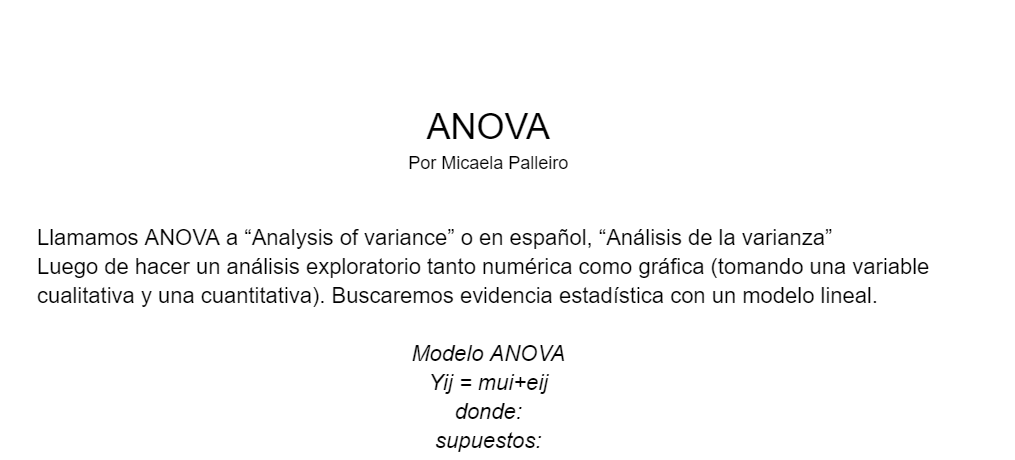 ANOVA
Por Micaela Palleiro
Llamamos ANOVA a “Analysis of variance” o en español, “Análisis de la varianza”
Luego de hacer un análisis exploratorio tanto numérica como gráfica (tomando una variable
cualitativa y una cuantitativa). Buscaremos evidencia estadística con un modelo lineal.
Modelo ANOVA
Yij = mui+eij
donde:
supuestos: